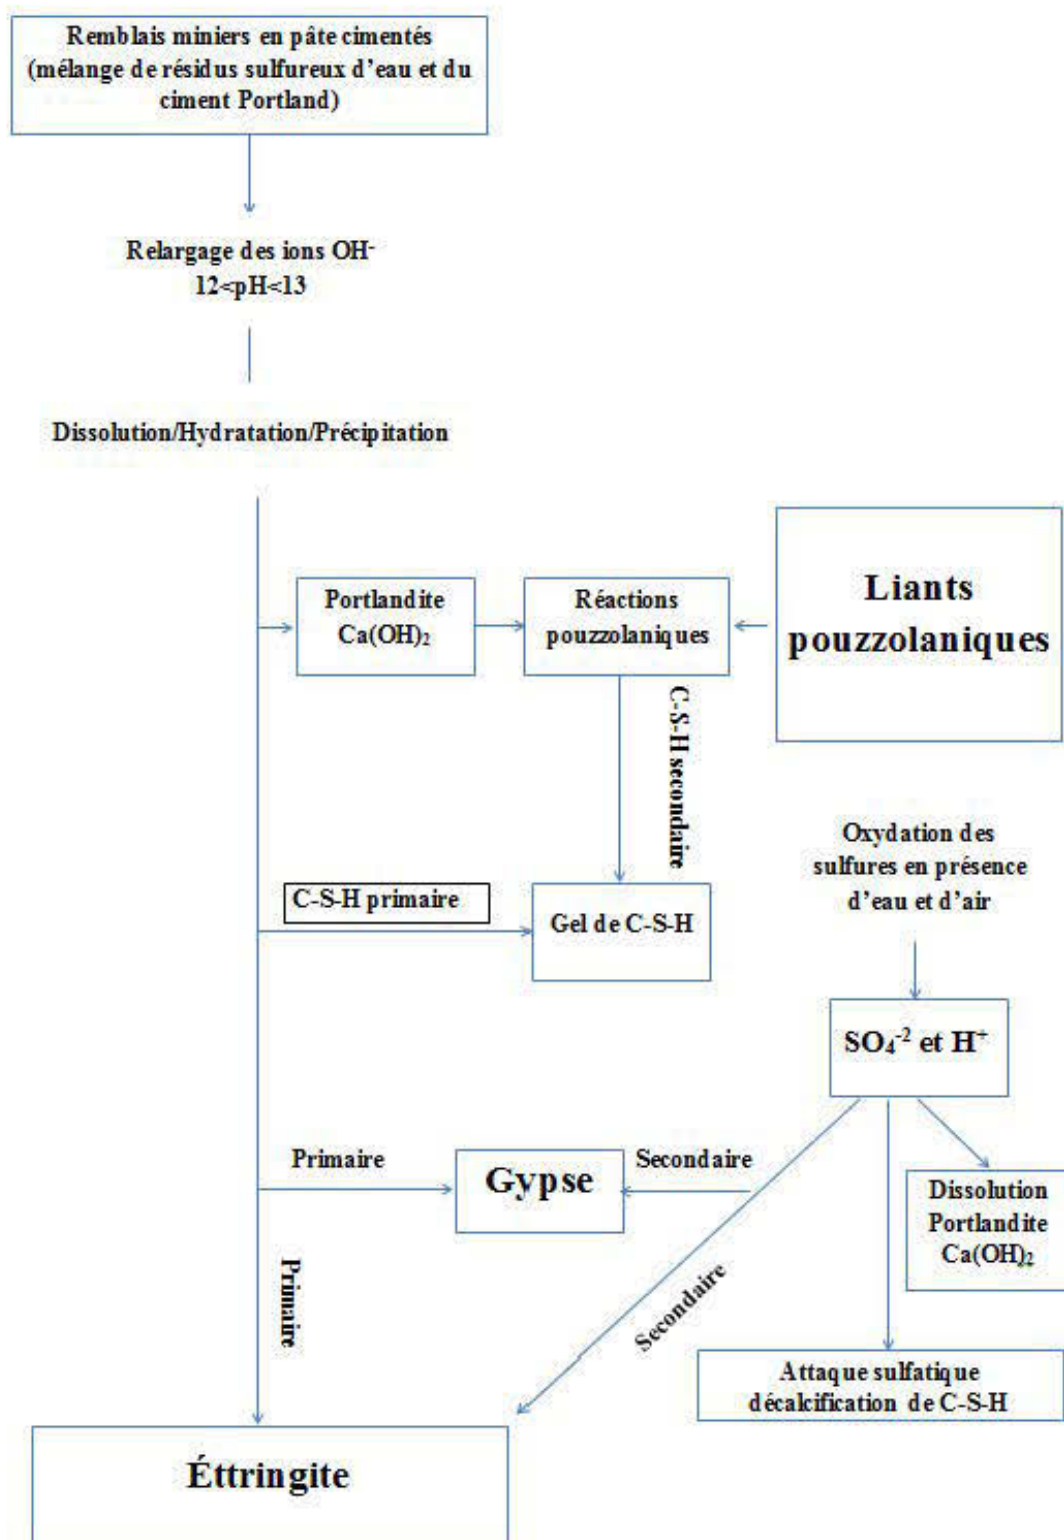 Remblais miniers en pâte cimentés
(mélange de résidus sulfureux d'eau et du
ciment Portland)
Relargage des ions OH⁻
12<pH<13
Dissolution/Hydratation/Précipitation
Portlandite
Ca(OH)₂
Réactions
pouzzolaniques
Liants
pouzzolaniques
C-S-H secondaire
Oxydation des
sulfures en présence
d'eau et d'air
C-S-H primaire
Gel de C-S-H
SO₄⁻² et H⁺
Primaire
Gypse
Secondaire
Dissolution
Portlandite
Ca(OH)₂
Primaire
Secondaire
Attaque sulfatique
décalcification de C-S-H
Éttringite